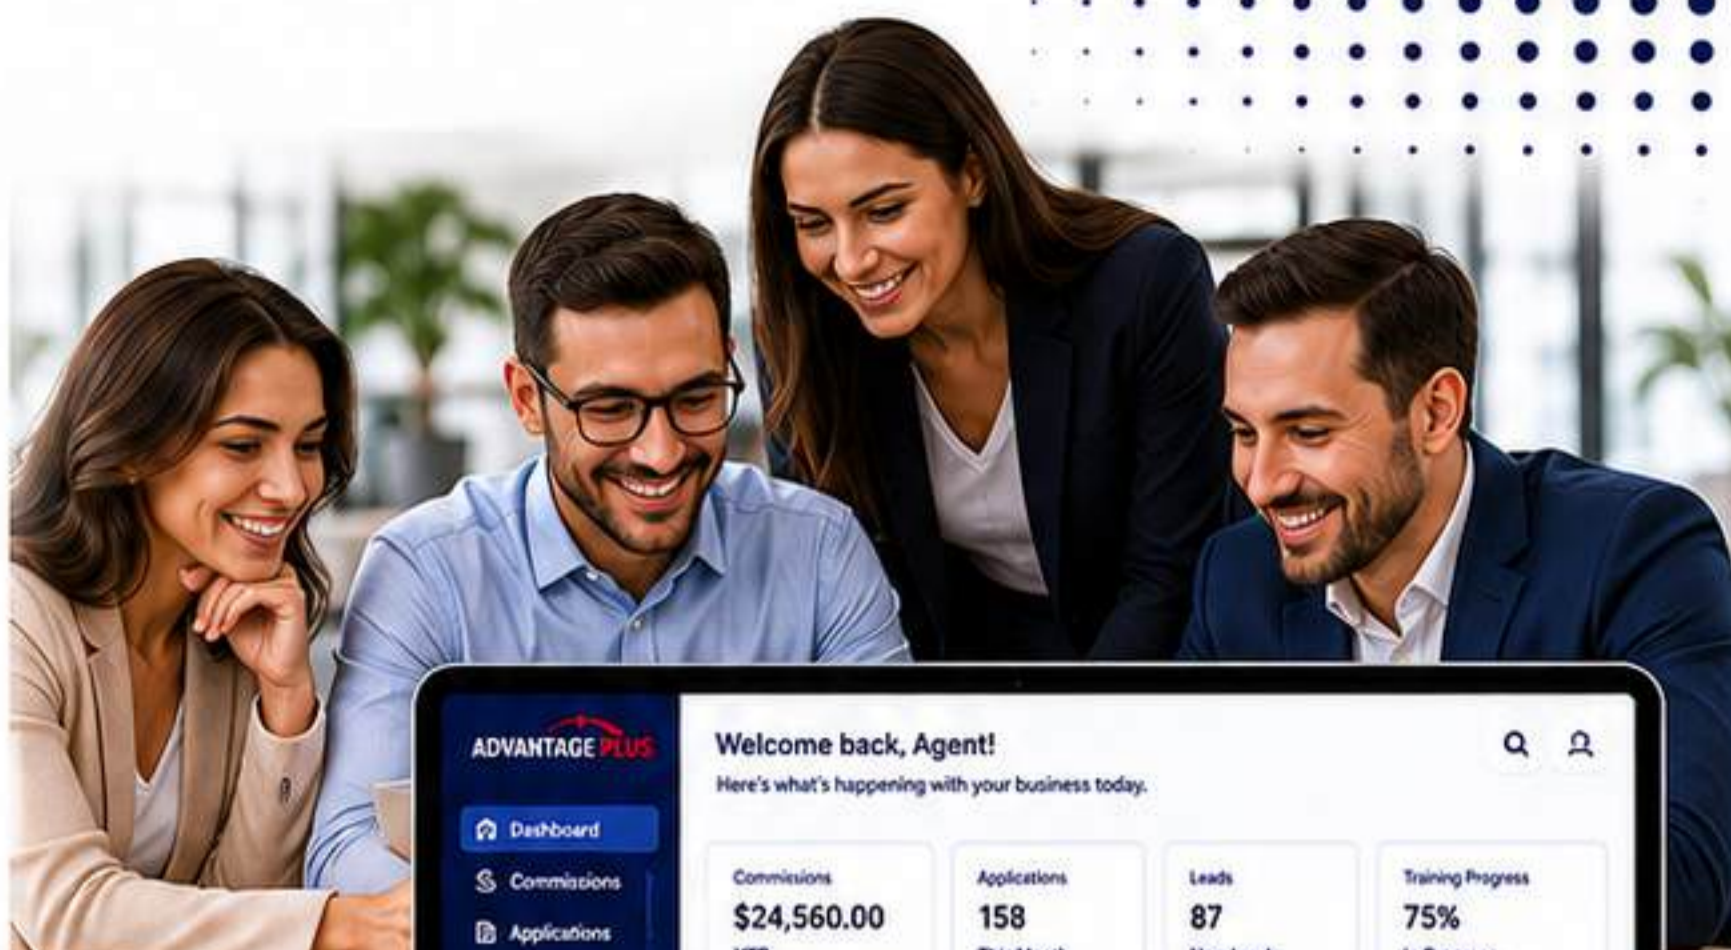 ADVANTAGE PLUS
Dashboard
Commissions
Applications
Welcome back, Agent!
Here's what's happening with your business today.
Commissions
$24,560.00
Applications
158
Leads
87
Training Progress
75%